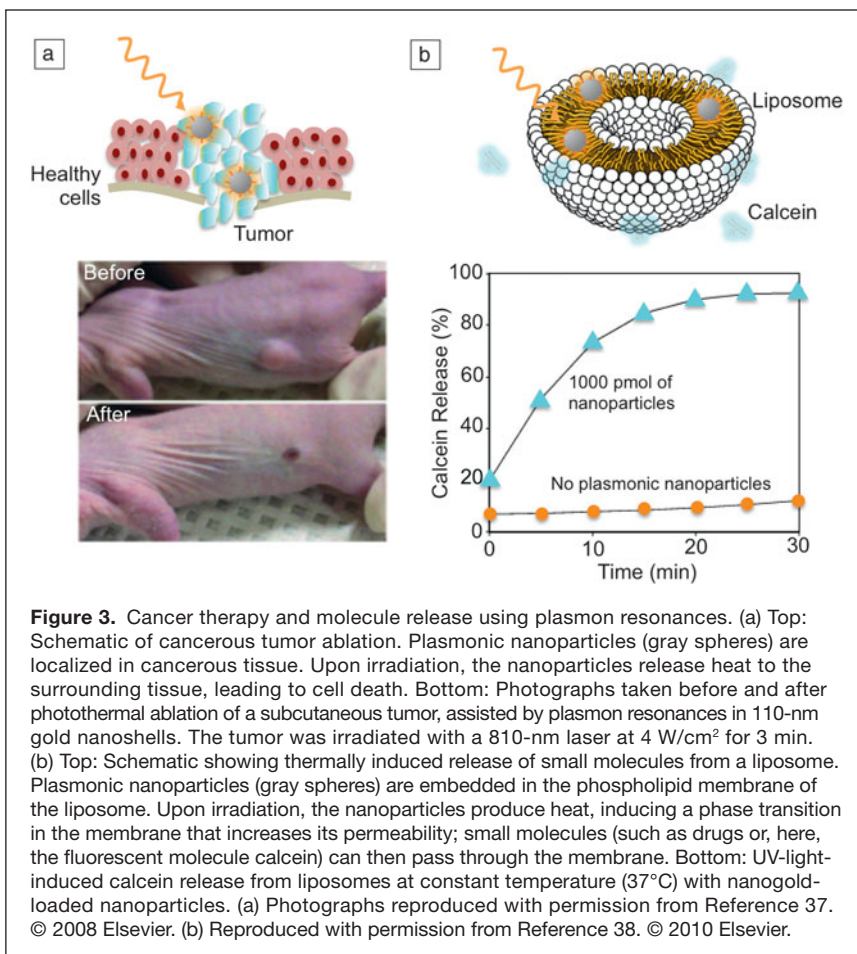 a
b
Healthy
cells
Tumor
Liposome
Calcein
Before
After
100
80
60
40
20
0
Calcein Release (%)
1000 pmol of
nanoparticles
No plasmonic nanoparticles
0
10
20
30
Time (min)
Figure 3. Cancer therapy and molecule release using plasmon resonances. (a) Top:
Schematic of cancerous tumor ablation. Plasmonic nanoparticles (gray spheres) are
localized in cancerous tissue. Upon irradiation, the nanoparticles release heat to the
surrounding tissue, leading to cell death. Bottom: Photographs taken before and after
photothermal ablation of a subcutaneous tumor, assisted by plasmon resonances in 110-nm
gold nanoshells. The tumor was irradiated with a 810-nm laser at 4 W/cm² for 3 min.
(b) Top: Schematic showing thermally induced release of small molecules from a liposome.
Plasmonic nanoparticles (gray spheres) are embedded in the phospholipid membrane of
the liposome. Upon irradiation, the nanoparticles produce heat, inducing a phase transition
in the membrane that increases its permeability; small molecules (such as drugs or, here,
the fluorescent molecule calcein) can then pass through the membrane. Bottom: UV-light-
induced calcein release from liposomes at constant temperature (37°C) with nanogold-
loaded nanoparticles. (a) Photographs reproduced with permission from Reference 37.
© 2008 Elsevier. (b) Reproduced with permission from Reference 38. © 2010 Elsevier.